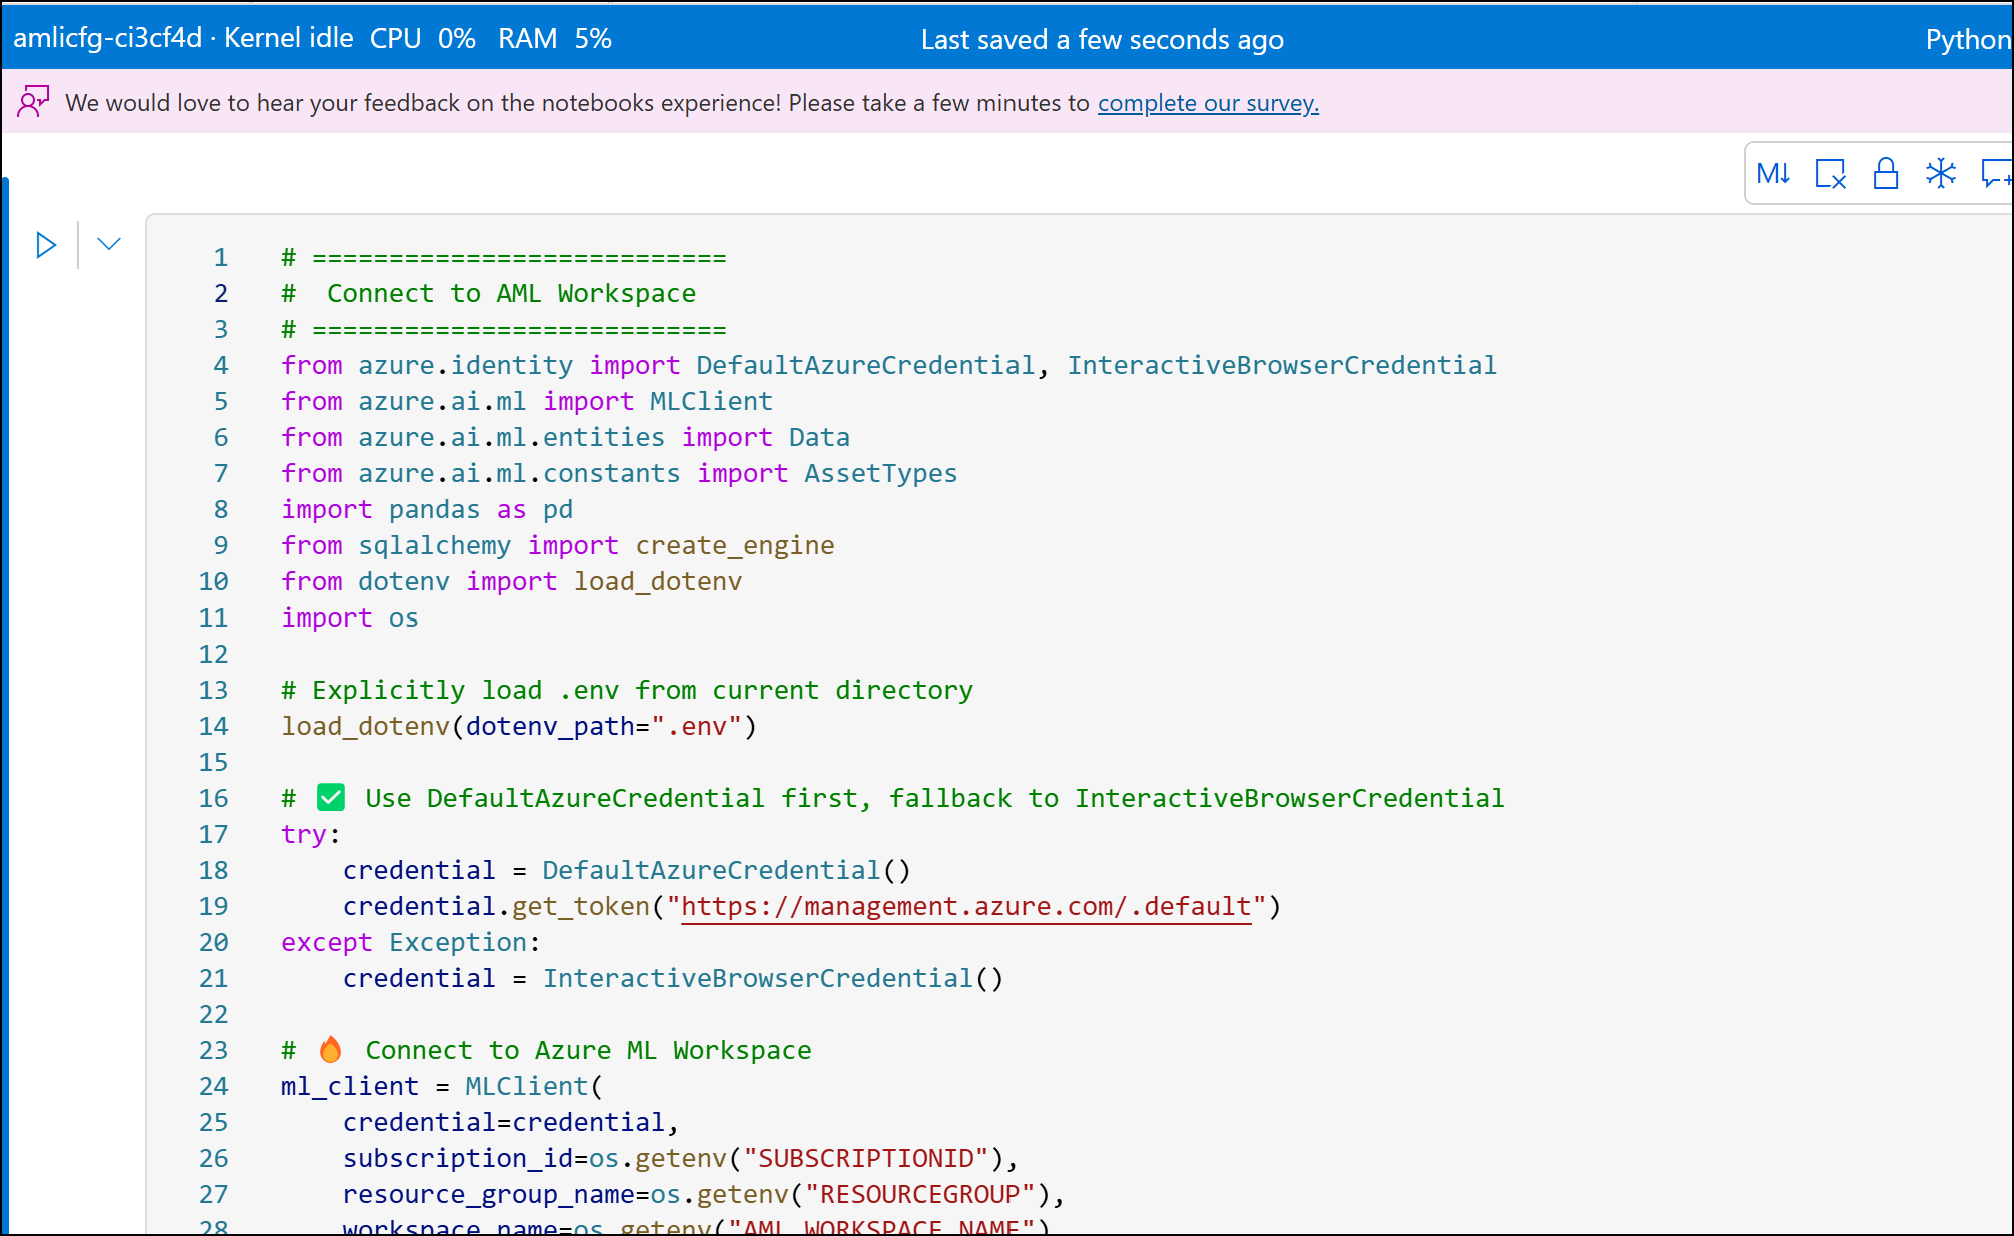 amlicfg-ci3cf4d · Kernel idle CPU 0% RAM 5% Last saved a few seconds ago Python
We would love to hear your feedback on the notebooks experience! Please take a few minutes to complete our survey.
M↓
1 # ===========================
2 #  Connect to AML Workspace
3 # ===========================
4 from azure.identity import DefaultAzureCredential, InteractiveBrowserCredential
5 from azure.ai.ml import MLClient
6 from azure.ai.ml.entities import Data
7 from azure.ai.ml.constants import AssetTypes
8 import pandas as pd
9 from sqlalchemy import create_engine
10 from dotenv import load_dotenv
11 import os
12
13 # Explicitly load .env from current directory
14 load_dotenv(dotenv_path=".env")
15
16 # ✅ Use DefaultAzureCredential first, fallback to InteractiveBrowserCredential
17 try:
18     credential = DefaultAzureCredential()
19     credential.get_token("https://management.azure.com/.default")
20 except Exception:
21     credential = InteractiveBrowserCredential()
22
23 # 🔥 Connect to Azure ML Workspace
24 ml_client = MLClient(
25     credential=credential,
26     subscription_id=os.getenv("SUBSCRIPTIONID"),
27     resource_group_name=os.getenv("RESOURCEGROUP"),
28     workspace_name=os.getenv("AML_WORKSPACE_NAME")